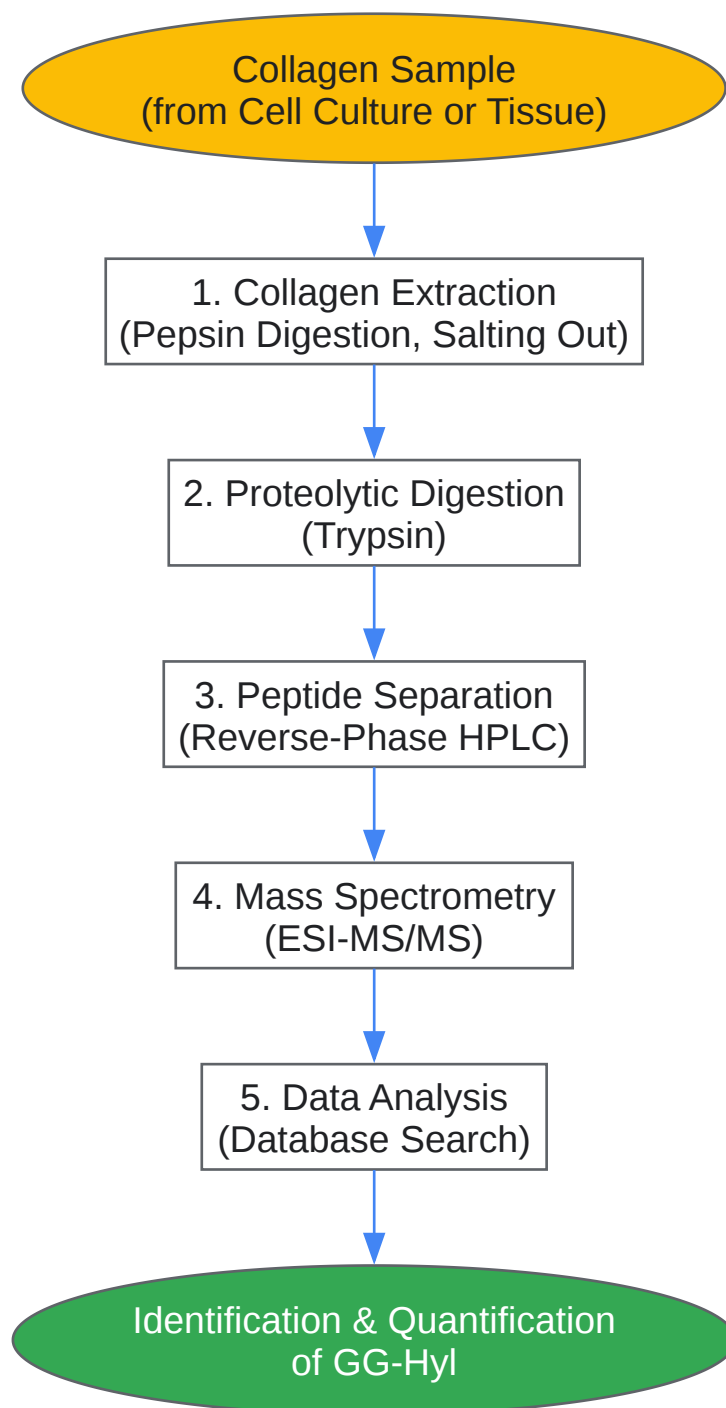 Collagen Sample
(from Cell Culture or Tissue)
1. Collagen Extraction
(Pepsin Digestion, Salting Out)
2. Proteolytic Digestion
(Trypsin)
3. Peptide Separation
(Reverse-Phase HPLC)
4. Mass Spectrometry
(ESI-MS/MS)
5. Data Analysis
(Database Search)
Identification & Quantification
of GG-Hyl